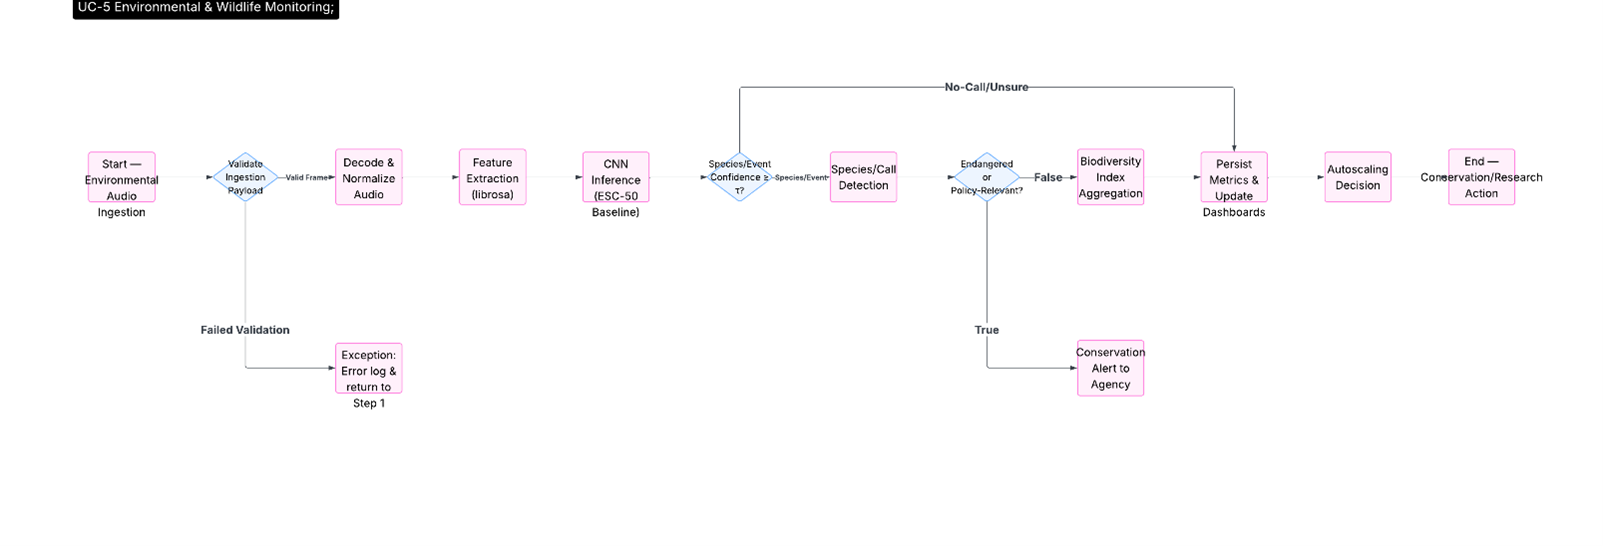 UC-5 Environmental & Wildlife Monitoring;
No-Call/Unsure
Start —
Environmental
Audio
Ingestion
Validate
Ingestion
Payload
Valid Frame
Decode &
Normalize
Audio
Feature
Extraction
(librosa)
CNN
Inference
(ESC-50
Baseline)
Species/Event
Confidence ≥
τ?
Species/Event
Species/Call
Detection
Endangered
or
Policy-Relevant?
False
Biodiversity
Index
Aggregation
Persist
Metrics &
Update
Dashboards
Autoscaling
Decision
End —
Conservation/Research
Action
Failed Validation
Exception:
Error log &
return to
Step 1
True
Conservation
Alert to
Agency